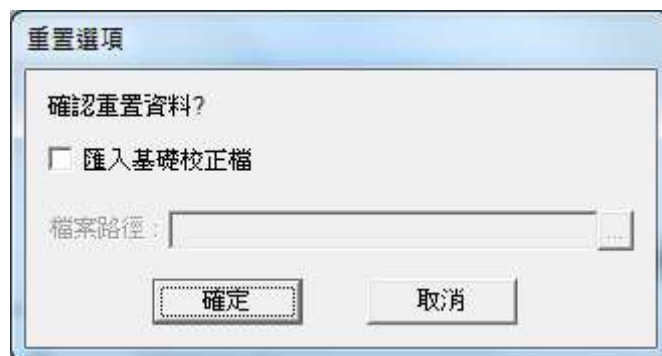 重置選項
確認重置資料?
匯入基礎校正檔
檔案路徑：
...
確定
取消